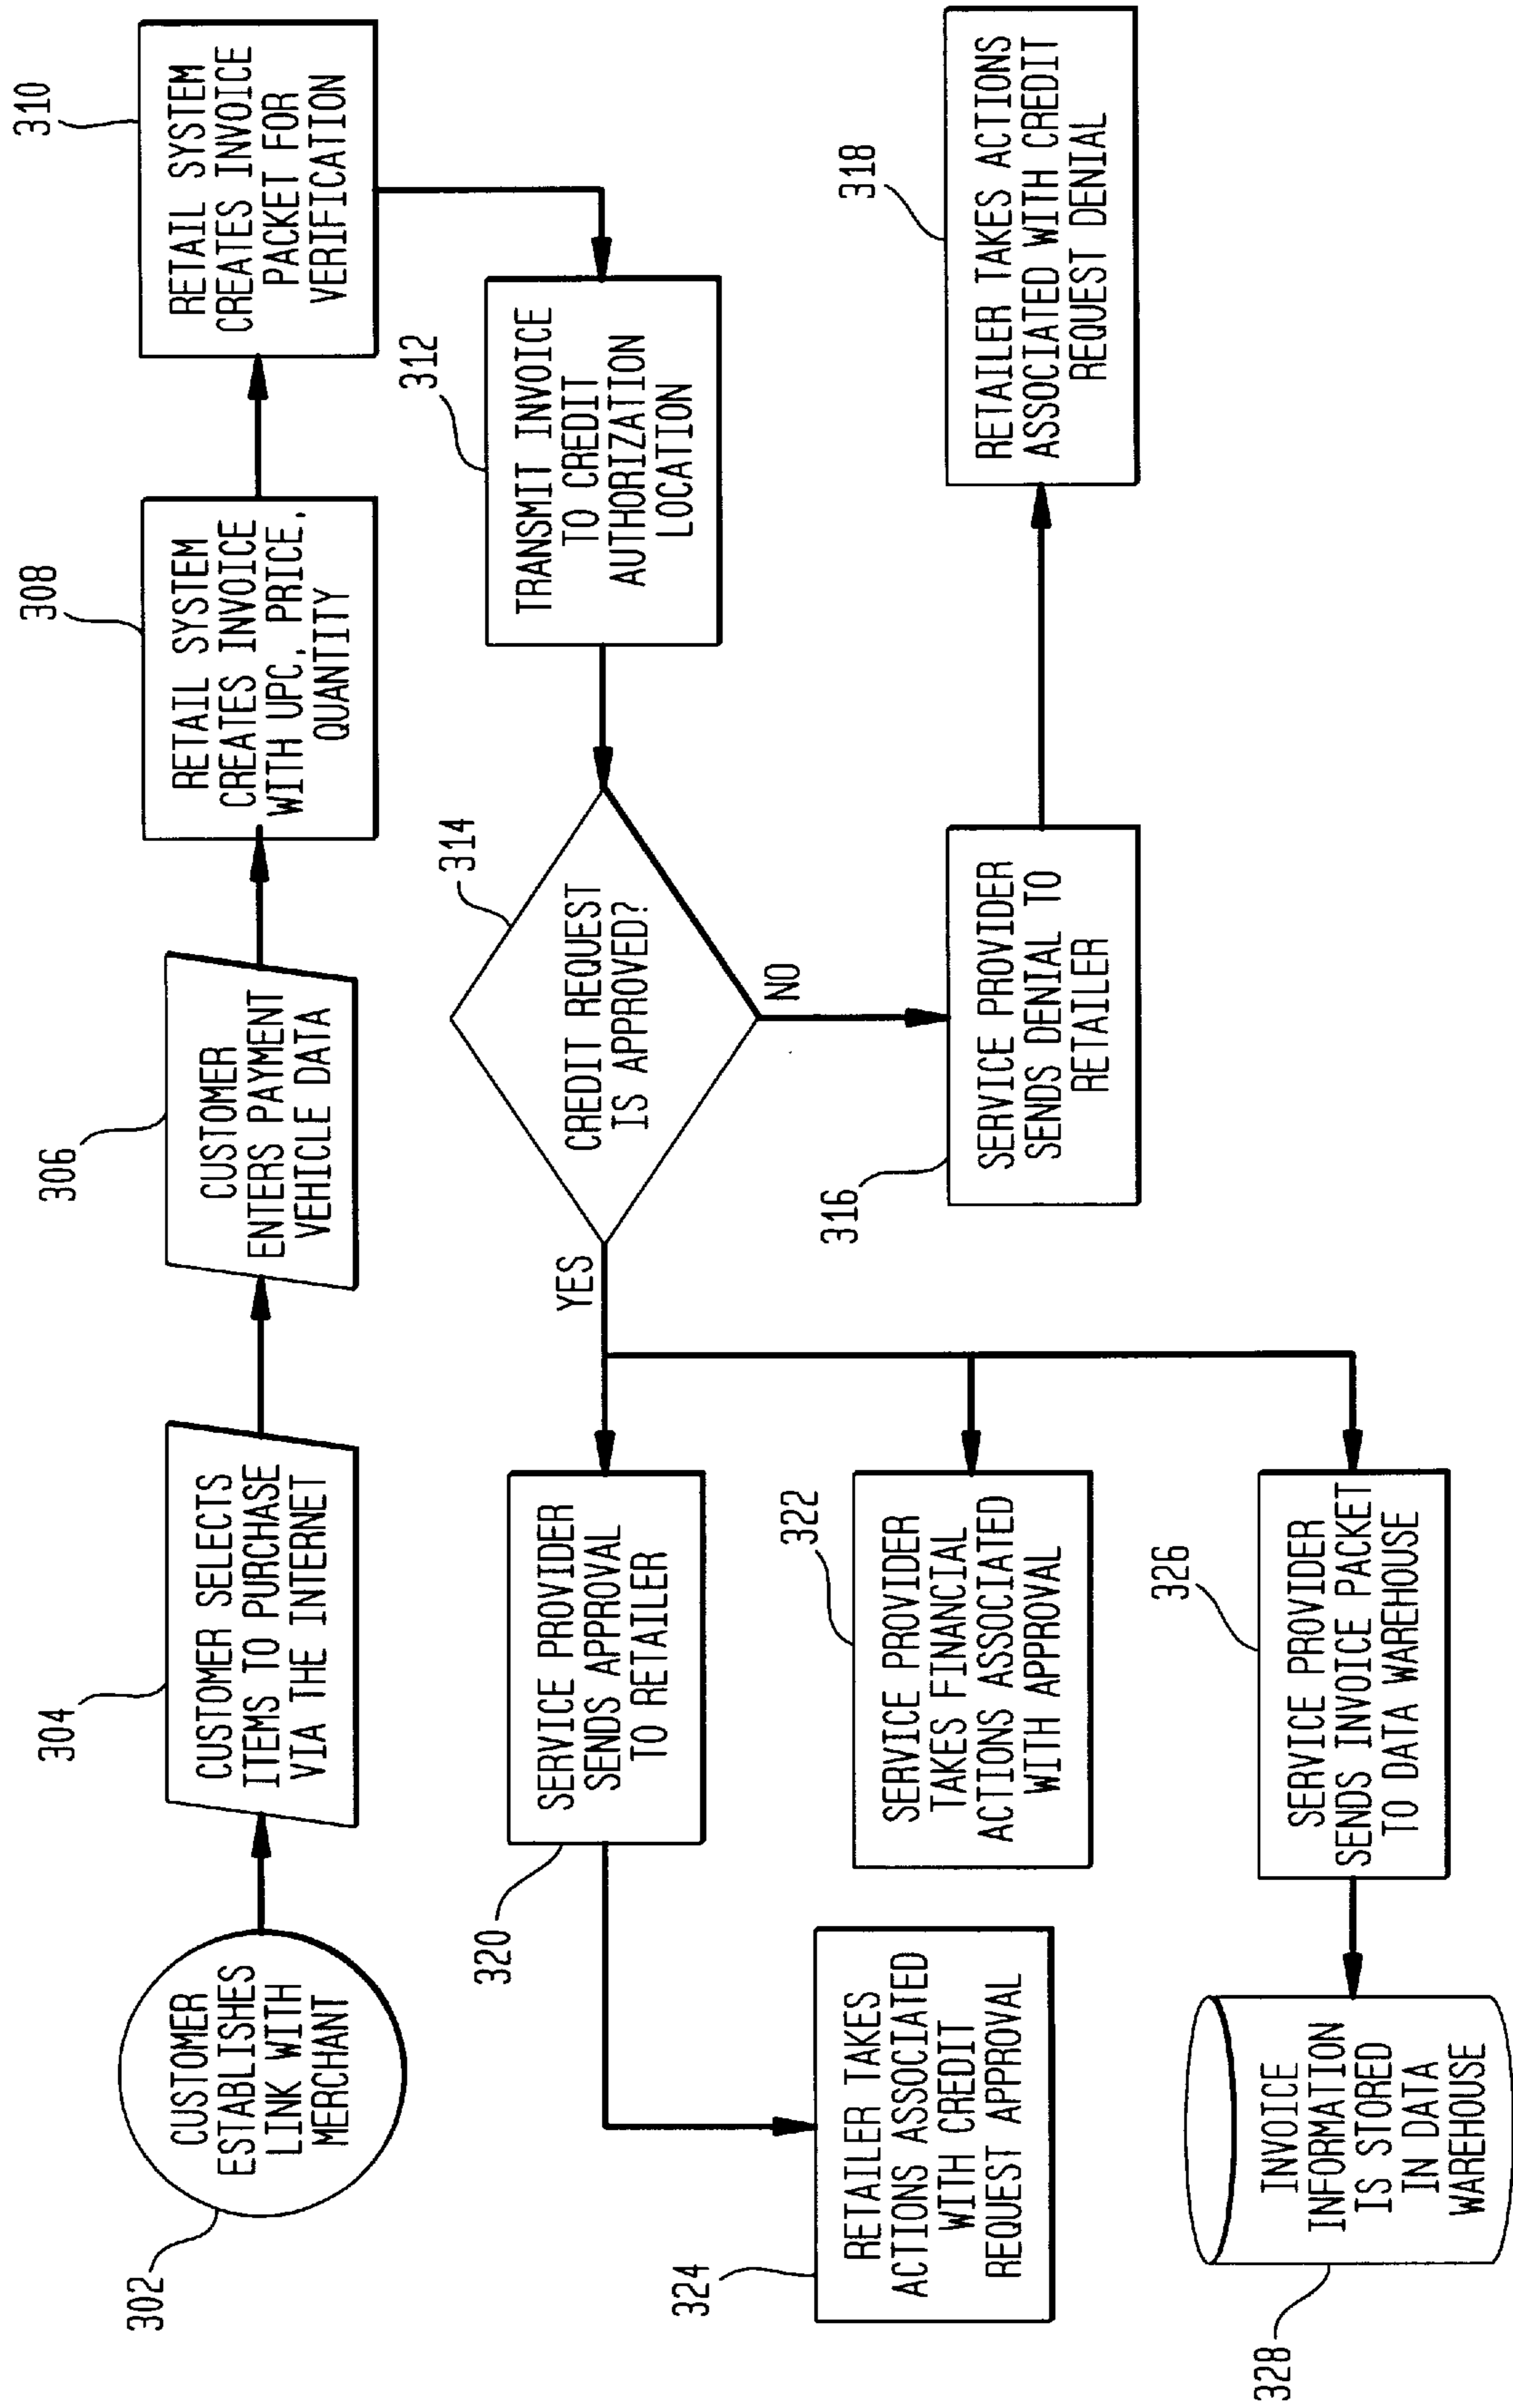 302
CUSTOMER
ESTABLISHES
LINK WITH
MERCHANT
304
CUSTOMER SELECTS
ITEMS TO PURCHASE
VIA THE INTERNET
306
CUSTOMER
ENTERS PAYMENT
VEHICLE DATA
308
RETAIL SYSTEM
CREATES INVOICE
WITH UPC, PRICE,
QUANTITY
310
RETAIL SYSTEM
CREATES INVOICE
PACKET FOR
VERIFICATION
312
TRANSMIT INVOICE
TO CREDIT
AUTHORIZATION
LOCATION
314
CREDIT REQUEST
IS APPROVED?
NO
316
SERVICE PROVIDER
SENDS DENIAL TO
RETAILER
318
RETAILER TAKES ACTIONS
ASSOCIATED WITH CREDIT
REQUEST DENIAL
YES
320
SERVICE PROVIDER
SENDS APPROVAL
TO RETAILER
322
SERVICE PROVIDER
TAKES FINANCIAL
ACTIONS ASSOCIATED
WITH APPROVAL
324
RETAILER TAKES
ACTIONS ASSOCIATED
WITH CREDIT
REQUEST APPROVAL
326
SERVICE PROVIDER
SENDS INVOICE PACKET
TO DATA WAREHOUSE
328
INVOICE
INFORMATION
IS STORED
IN DATA
WAREHOUSE